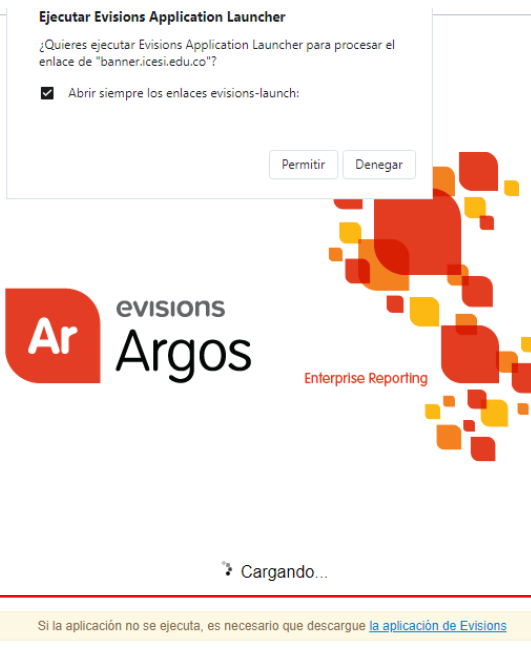 Ejecutar Evisions Application Launcher
¿Quieres ejecutar Evisions Application Launcher para procesar el
enlace de "banner.icesi.edu.co"?
Abrir siempre los enlaces evisions-launch:
Permitir Denegar
Ar
evisions
Argos
Enterprise Reporting
Cargando...
Si la aplicación no se ejecuta, es necesario que descargue la aplicación de Evisions